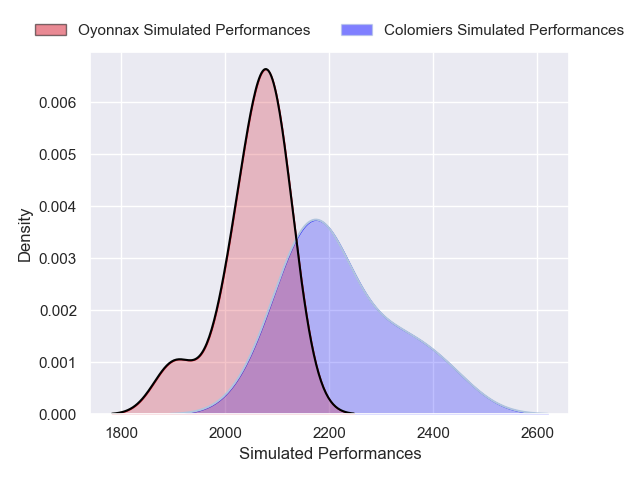 Oyonnax Simulated Performances Colomiers Simulated Performances
0.006
0.005
0.004
0.003
0.002
0.001
0.000
Density
1800 2000 2200 2400 2600
Simulated Performances